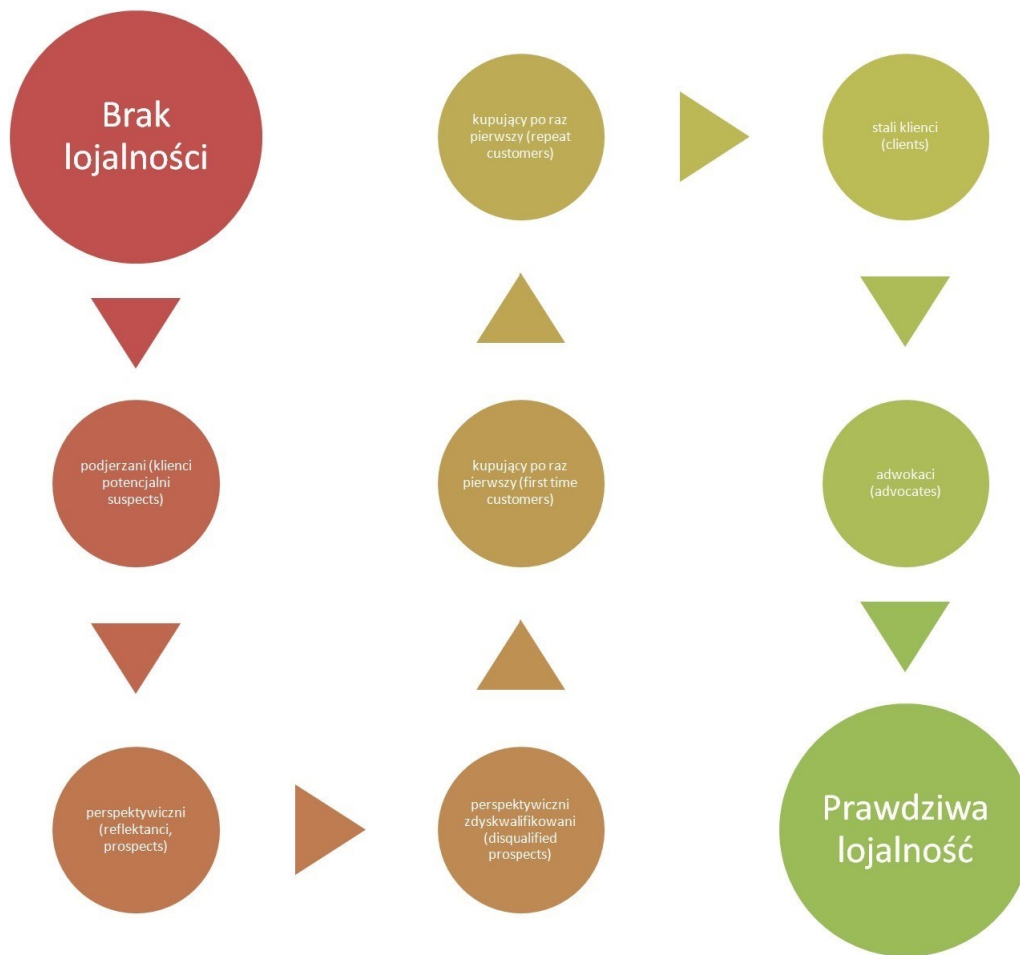 Brak
lojalności
podjerzani (klienci
potencjalni
suspects)
perspektywiczni
(reflektanci,
prospects)
perspektywiczni
zdyskwalifikowani
(disqualified
prospects)
kupujący po raz
pierwszy (first time
customers)
kupujący po raz
pierwszy (repeat
customers)
stali klienci
(clients)
adwokaci
(advocates)
Prawdziwa
lojalność